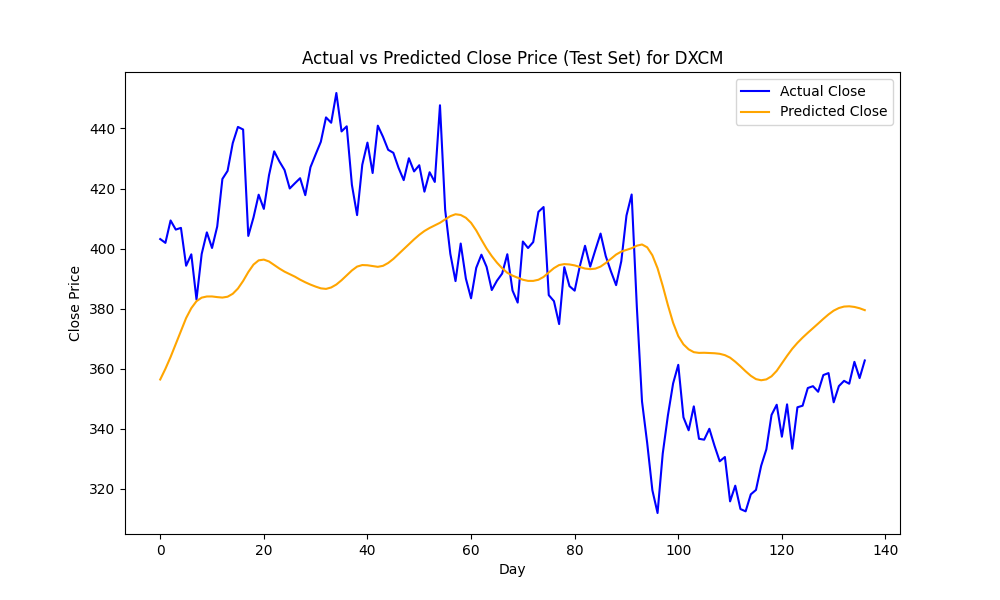 Actual vs Predicted Close Price (Test Set) for DXCM
Actual Close
Predicted Close
Close Price
440
420
400
380
360
340
320
0 20 40 60 80 100 120 140
Day